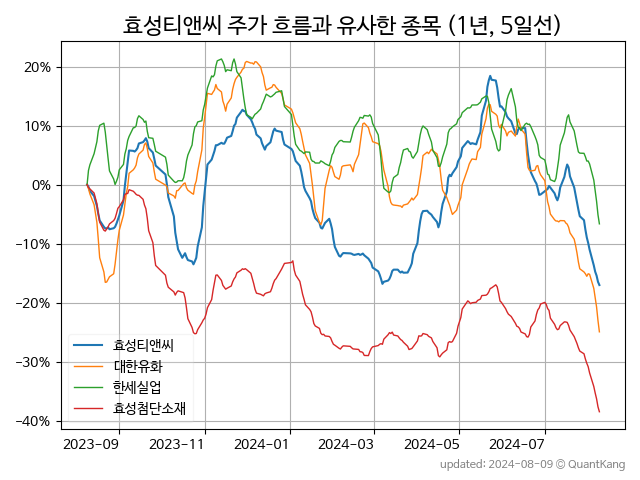 효성티앤씨 주가 흐름과 유사한 종목 (1년, 5일선)
20%
10%
0%
−10%
−20%
−30%
−40%
효성티앤씨
대한유화
한세실업
효성첨단소재
2023-09
2023-11
2024-01
2024-03
2024-05
2024-07
updated: 2024-08-09 © QuantKang